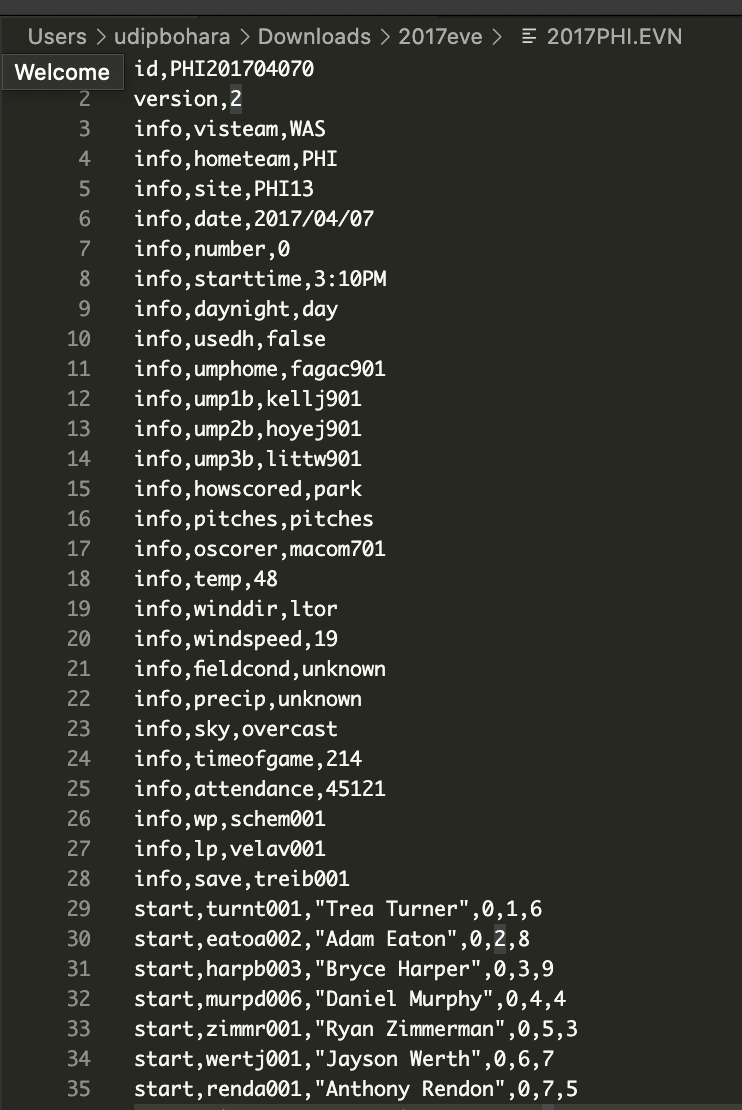 Users > udipbohara > Downloads > 2017eve > 2017PHI.EVN
Welcome
id,PHI201704070
2 version,2
3 info,visteam,WAS
4 info,hometeam,PHI
5 info,site,PHI13
6 info,date,2017/04/07
7 info,number,0
8 info,starttime,3:10PM
9 info,daynight,day
10 info,usedh,false
11 info,umphome,fagac901
12 info,ump1b,kellj901
13 info,ump2b,hoyej901
14 info,ump3b,littw901
15 info,howscored,park
16 info,pitches,pitches
17 info,oscorer,macom701
18 info,temp,48
19 info,winddir,ltor
20 info,windspeed,19
21 info,fieldcond,unknown
22 info,precip,unknown
23 info,sky,overcast
24 info,timeofgame,214
25 info,attendance,45121
26 info,wp,schem001
27 info,lp,velav001
28 info,save,treib001
29 start,turnt001,"Trea Turner",0,1,6
30 start,eatoa002,"Adam Eaton",0,2,8
31 start,harpb003,"Bryce Harper",0,3,9
32 start,murpd006,"Daniel Murphy",0,4,4
33 start,zimmr001,"Ryan Zimmerman",0,5,3
34 start,wertj001,"Jayson Werth",0,6,7
35 start,renda001,"Anthony Rendon",0,7,5